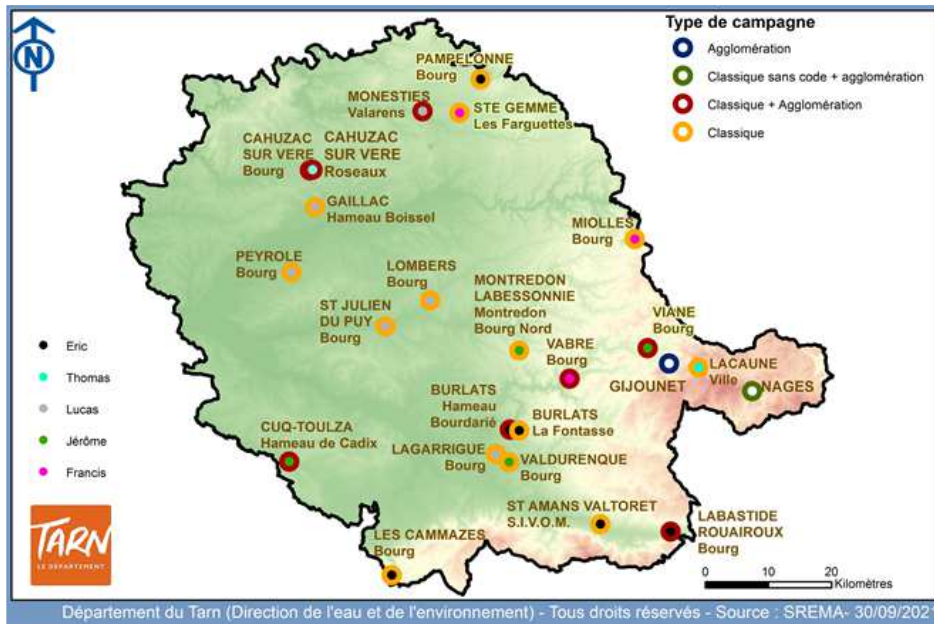 N
Type de campagne
Agglomération
Classique sans code + agglomération
Classique + Agglomération
Classique
PAMPELONNE
Bourg
MONESTIES
Valarens
STE GEMME
Les Farguettes
CAHUZAC
SUR VERE
Bourg
CAHUZAC
SUR VERE
Roseaux
GAILLAC
Hameau Boissel
MIOLLES
Bourg
PEYROLE
Bourg
LOMBERS
Bourg
MONTREDON
LABESSONNIE
Montredon
Bourg Nord
ST JULIEN
DU PUY
Bourg
VIANE
Bourg
VABRE
Bourg
LACAUNE
Ville
GIJOUNET
NAGES
BURLATS
Hameau
Bourdarié
BURLATS
La Fontasse
CUQ-TOULZA
Hameau de Cadix
LAGARRIGUE
Bourg
VALDURENQUE
Bourg
ST AMANS VALTORET
S.I.V.O.M.
LABASTIDE
ROUAIROUX
Bourg
LES CAMMAZES
Bourg
Eric
Thomas
Lucas
Jérôme
Francis
TARN
LE DÉPARTEMENT
0 10 20
Kilomètres
Département du Tarn (Direction de l'eau et de l'environnement) - Tous droits réservés - Source : SREMA- 30/09/2021